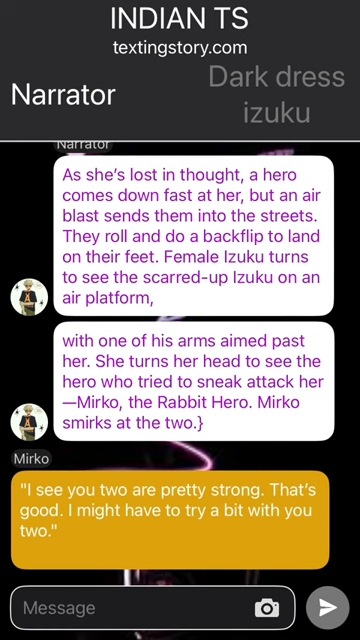 INDIAN TS
textingstory.com
Narrator
Dark dress
izuku
Narrator
As she’s lost in thought, a hero
comes down fast at her, but an air
blast sends them into the streets.
They roll and do a backflip to land
on their feet. Female Izuku turns
to see the scarred-up Izuku on an
air platform,
with one of his arms aimed past
her. She turns her head to see the
hero who tried to sneak attack her
—Mirko, the Rabbit Hero. Mirko
smirks at the two.}
Mirko
"I see you two are pretty strong. That’s
good. I might have to try a bit with you
two."
Message